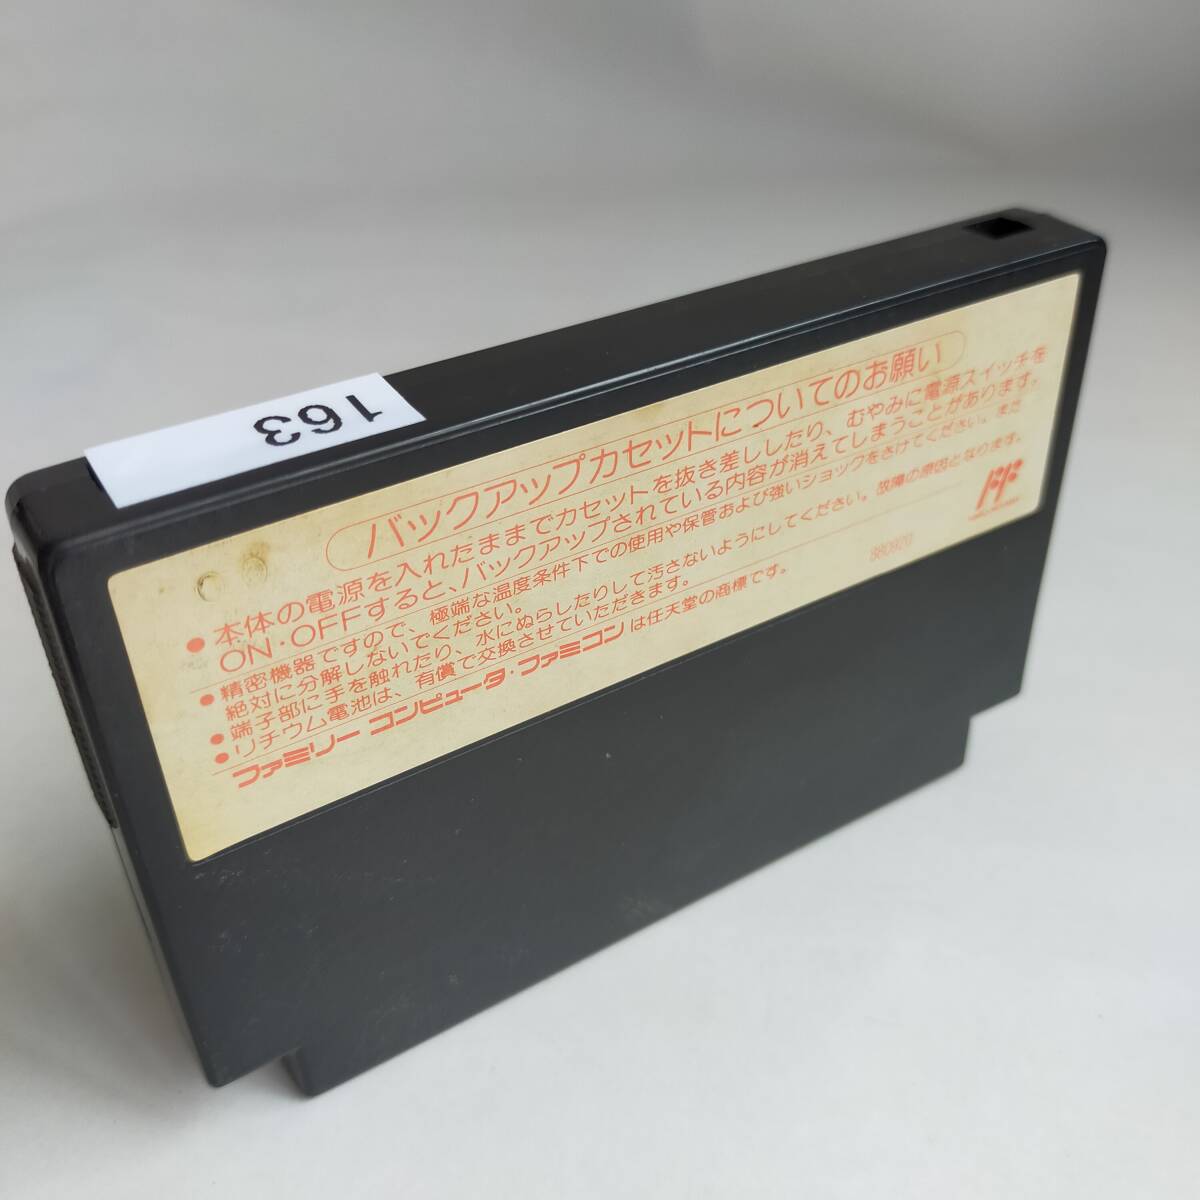 163
バックアップカセットについてのお願い
●本体の電源を入れたままでカセットを抜き差ししたり、むやみに電源スイッチを
ON・OFFすると、バックアップされている内容が消えてしまうことがあります。
●精密機器ですので、極端な温度条件下での使用や保管および強いショックをさけてください。また
絶対に分解しないでください。
●端子部に手を触れたり、水にぬらしたりして汚さないようにしてください。故障の原因となります。
●リチウム電池は、有償で交換させていただきます。
880920
ファミリーコンピュータ・ファミコンは任天堂の商標です。